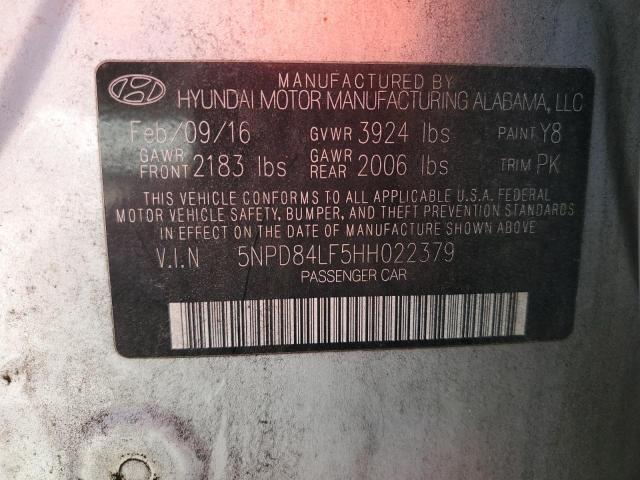 MANUFACTURED BY
HYUNDAI MOTOR MANUFACTURING ALABAMA, LLC
Feb/09/16 GVWR 3924 lbs PAINT Y8
GAWR FRONT 2183 lbs GAWR REAR 2006 lbs TRIM PK
THIS VEHICLE CONFORMS TO ALL APPLICABLE U.S.A. FEDERAL
MOTOR VEHICLE SAFETY, BUMPER, AND THEFT PREVENTION STANDARDS
IN EFFECT ON THE DATE OF MANUFACTURE SHOWN ABOVE
V.I.N 5NPD84LF5HH022379
PASSENGER CAR